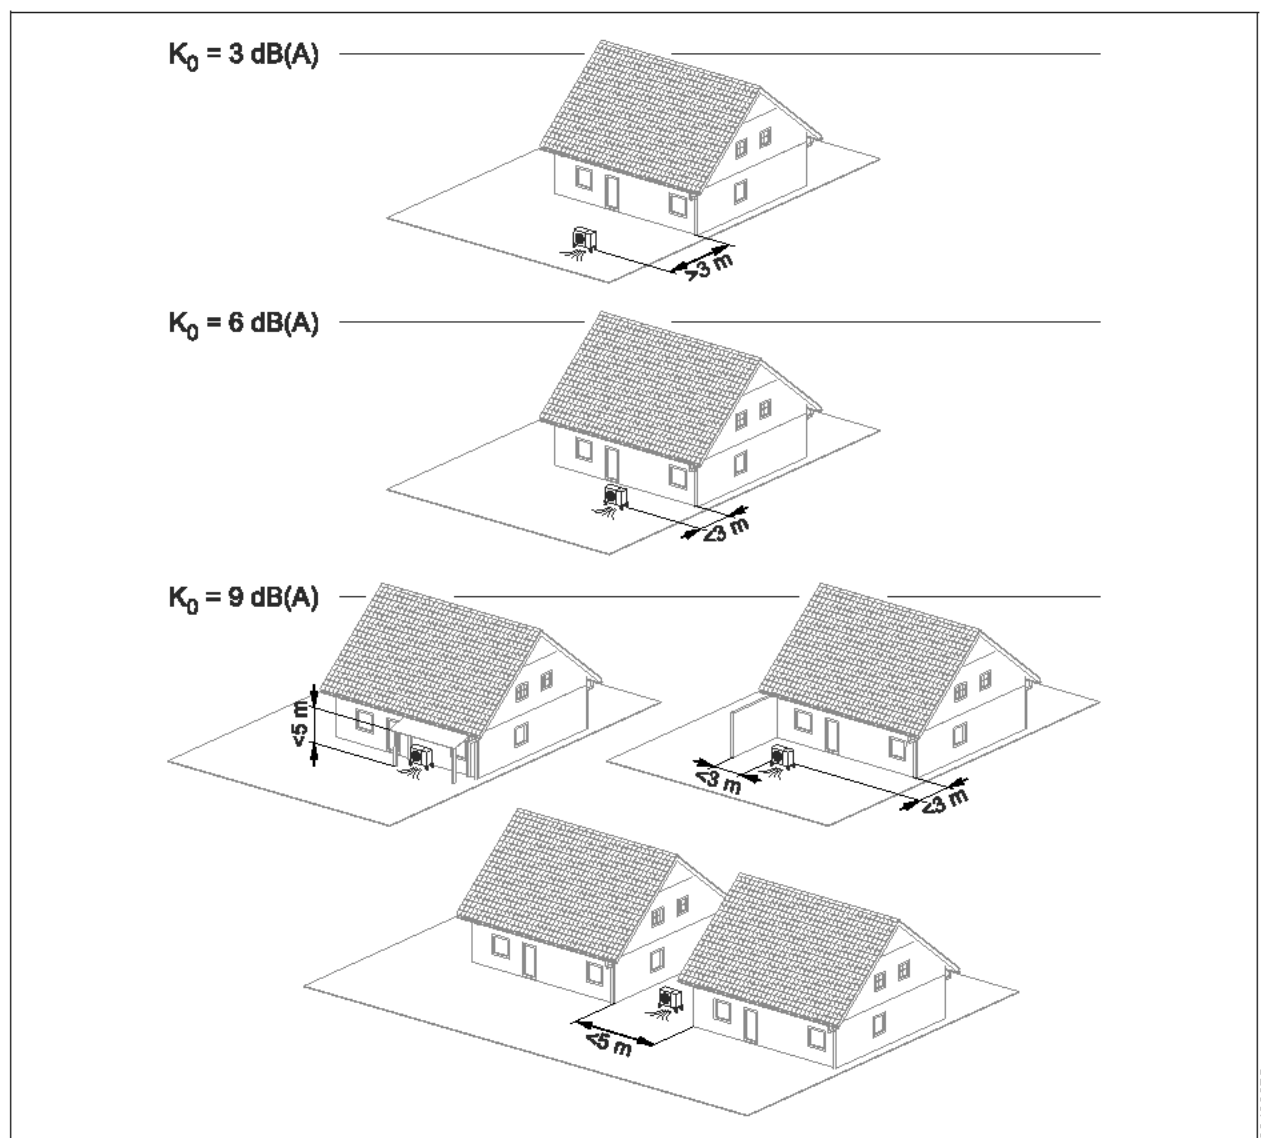 K₀ = 3 dB(A)
>3 m
K₀ = 6 dB(A)
<3 m
K₀ = 9 dB(A)
<5 m
<3 m
<3 m
<5 m